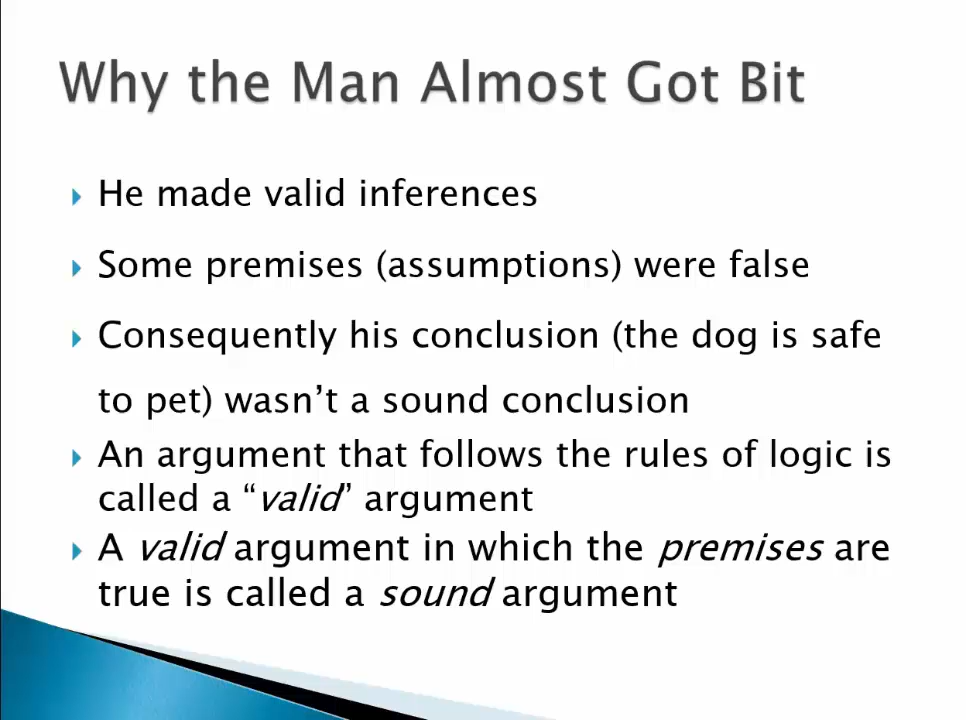 Why the Man Almost Got Bit
He made valid inferences
Some premises (assumptions) were false
Consequently his conclusion (the dog is safe
to pet) wasn’t a sound conclusion
An argument that follows the rules of logic is
called a “valid” argument
A valid argument in which the premises are
true is called a sound argument